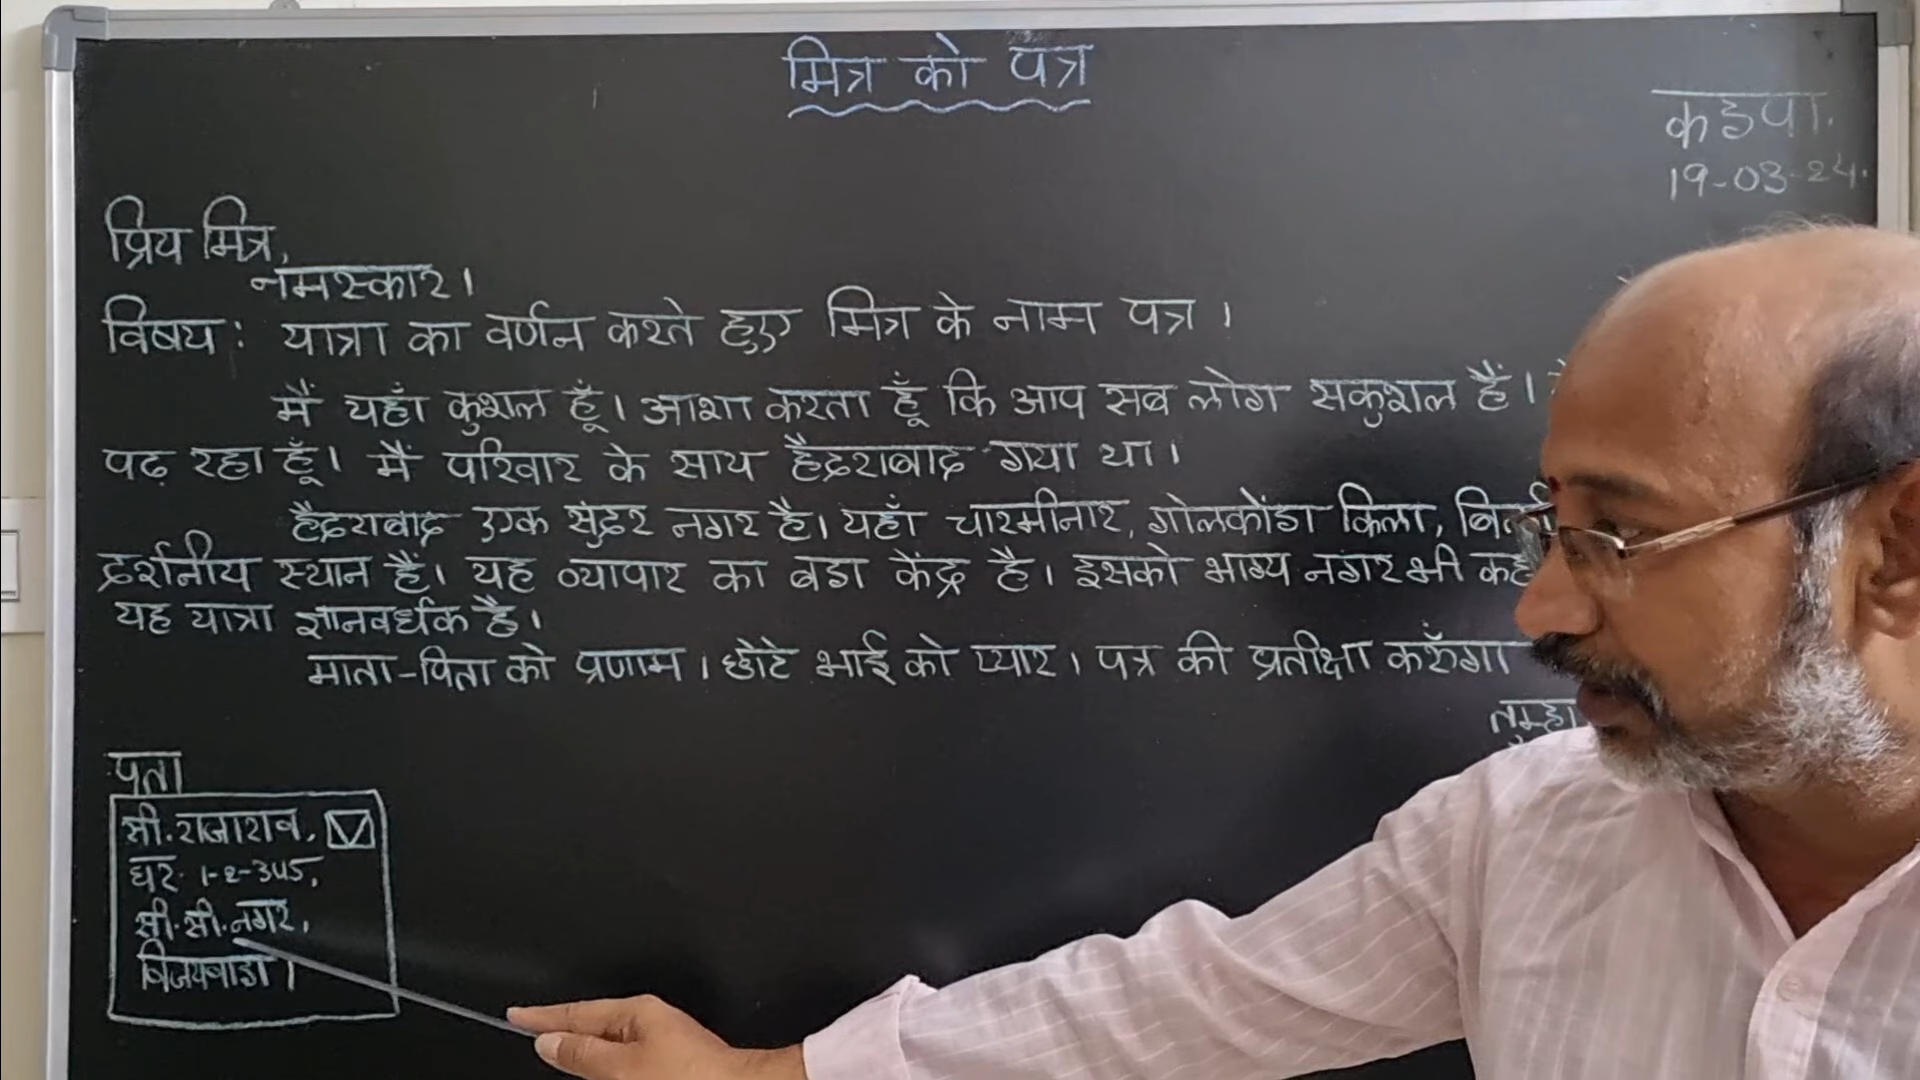 मित्र को पत्र
कडपा.
19-03-24.
प्रिय मित्र,
नमस्कार।
विषय: यात्रा का वर्णन करते हुए मित्र के नाम पत्र।
मैं यहाँ कुशल हूँ। आशा करता हूँ कि आप सब लोग सकुशल हैं।
पढ़ रहा हूँ। मैं परिवार के साथ हैदराबाद गया था।
हैदराबाद एक सुंदर नगर है। यहाँ चारमीनार, गोलकोंडा किला,
दर्शनीय स्थान हैं। यह व्यापार का बडा केंद्र है। इसको भाग्य नगर भी
यह यात्रा ज्ञानवर्धक है।
माता-पिता को प्रणाम। छोटे भाई को प्यार। पत्र की प्रतीक्षा करूँगा
पता
सी. राजाराव,
घर 1-2-345,
सी. सी. नगर,
विजयवाडा।